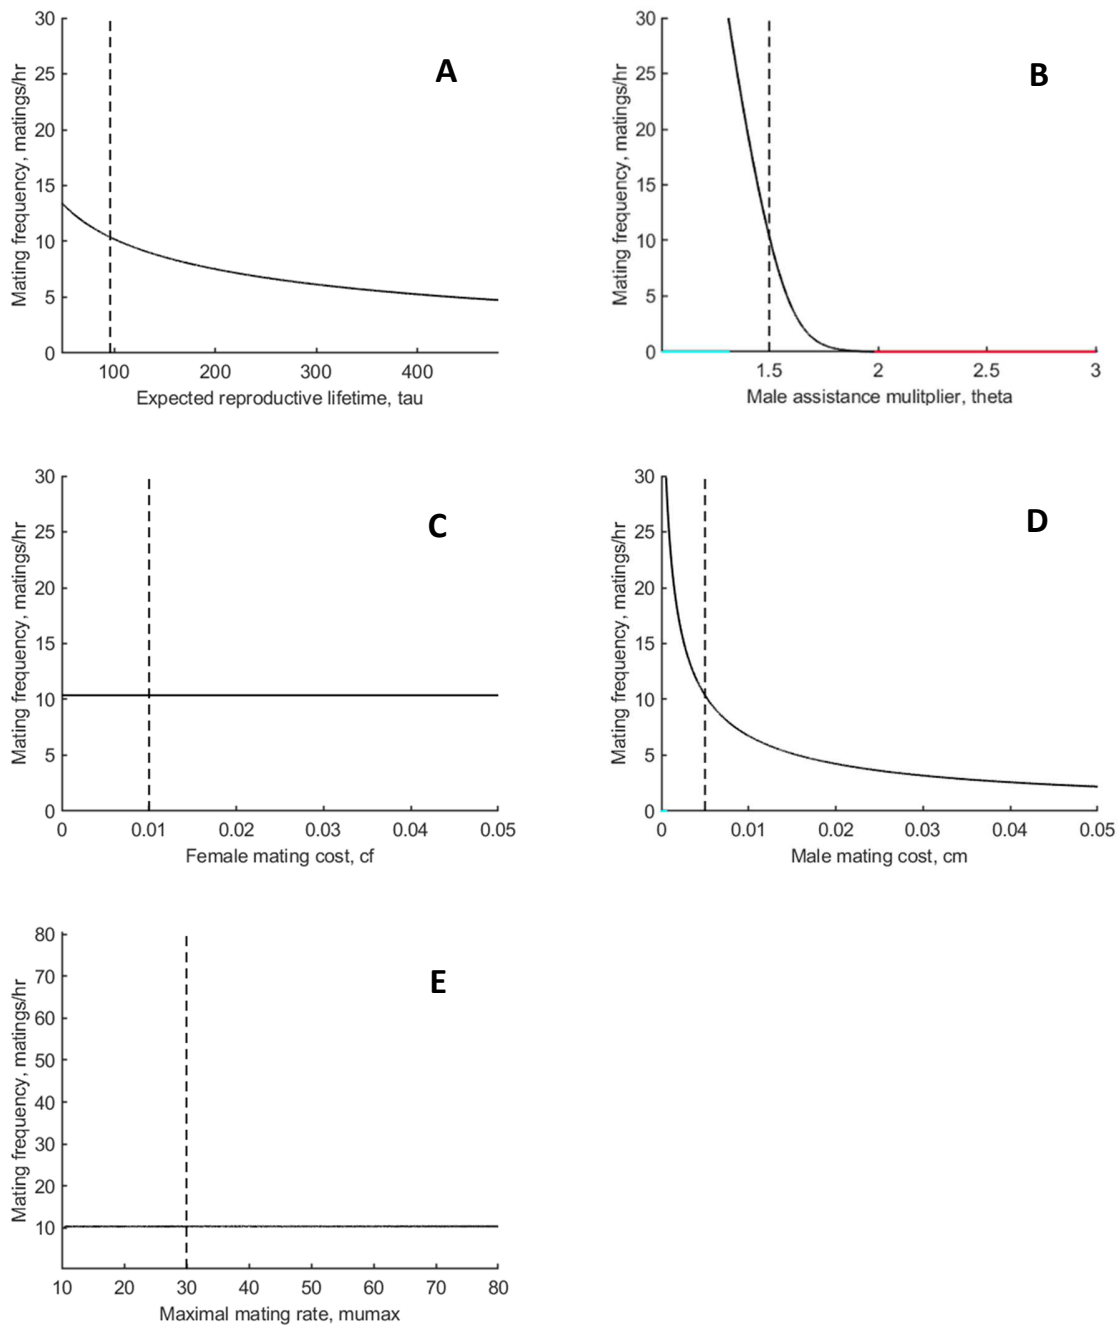 A
Mating frequency, matings/hr
30
25
20
15
10
5
0
100 200 300 400
Expected reproductive lifetime, tau
B
Mating frequency, matings/hr
30
25
20
15
10
5
0
1.5 2 2.5 3
Male assistance mulitplier, theta
C
Mating frequency, matings/hr
30
25
20
15
10
5
0
0 0.01 0.02 0.03 0.04 0.05
Female mating cost, cf
D
Mating frequency, matings/hr
30
25
20
15
10
5
0
0 0.01 0.02 0.03 0.04 0.05
Male mating cost, cm
E
Mating frequency, matings/hr
80
70
60
50
40
30
20
10
10 20 30 40 50 60 70 80
Maximal mating rate, mumax